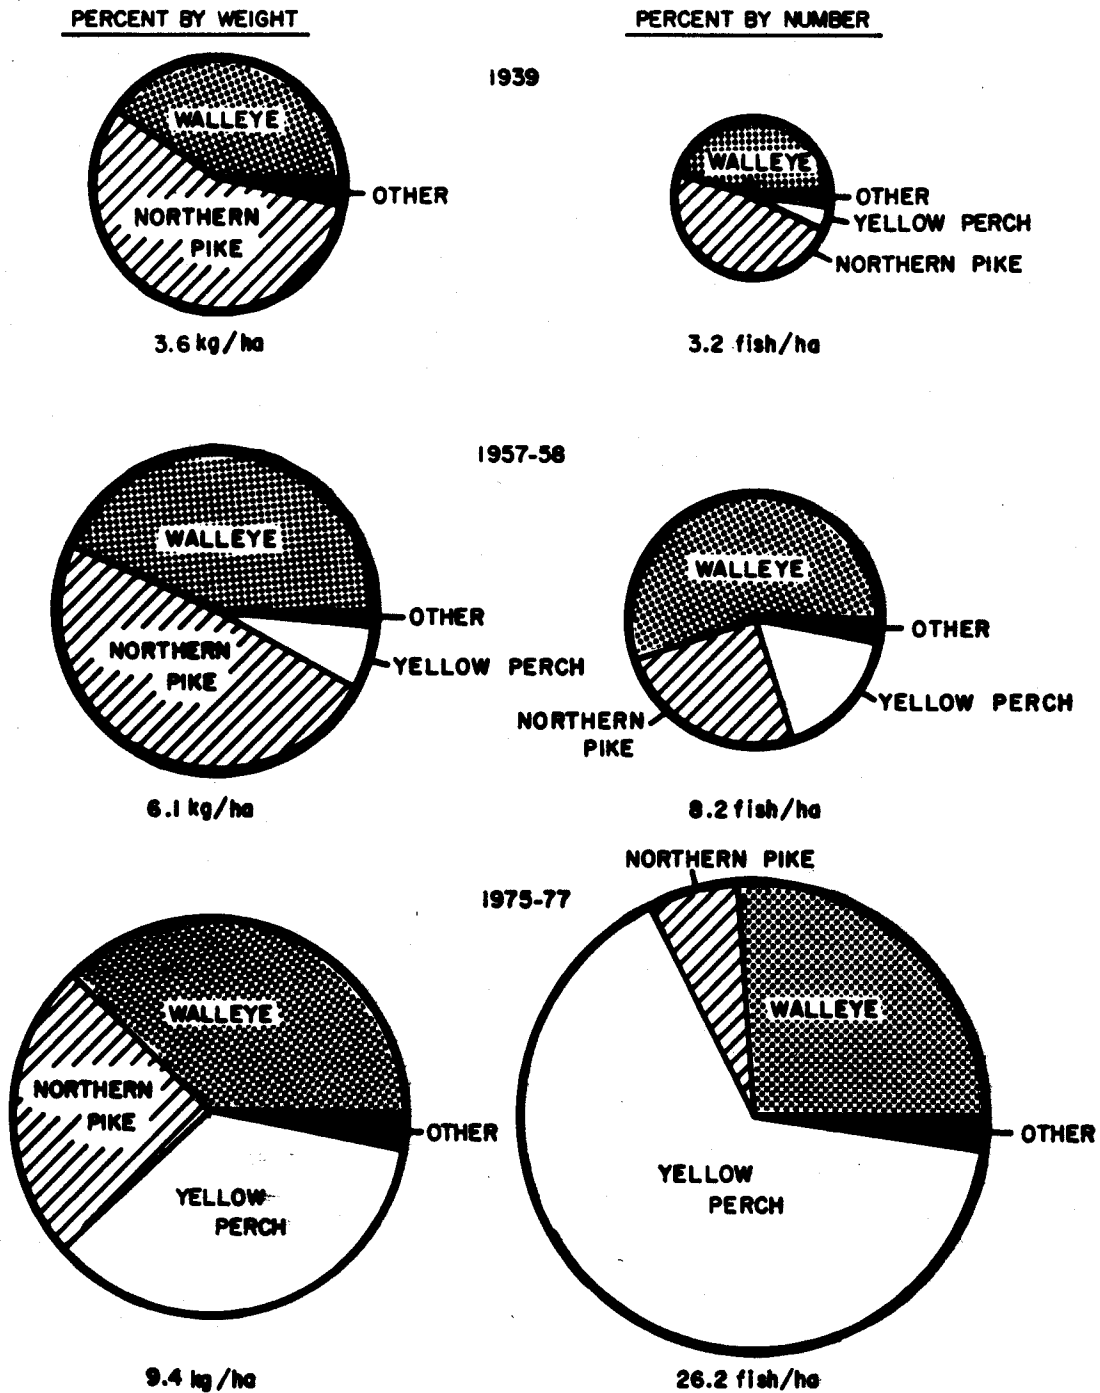 PERCENT BY WEIGHT
PERCENT BY NUMBER
1939
WALLEYE
OTHER
NORTHERN
PIKE
3.6 kg/ha
WALLEYE
OTHER
YELLOW PERCH
NORTHERN PIKE
3.2 fish/ha
1957-58
WALLEYE
OTHER
YELLOW PERCH
NORTHERN
PIKE
6.1 kg/ha
WALLEYE
OTHER
YELLOW PERCH
NORTHERN
PIKE
8.2 fish/ha
1975-77
WALLEYE
NORTHERN
PIKE
OTHER
YELLOW
PERCH
9.4 kg/ha
NORTHERN PIKE
WALLEYE
OTHER
YELLOW
PERCH
26.2 fish/ha